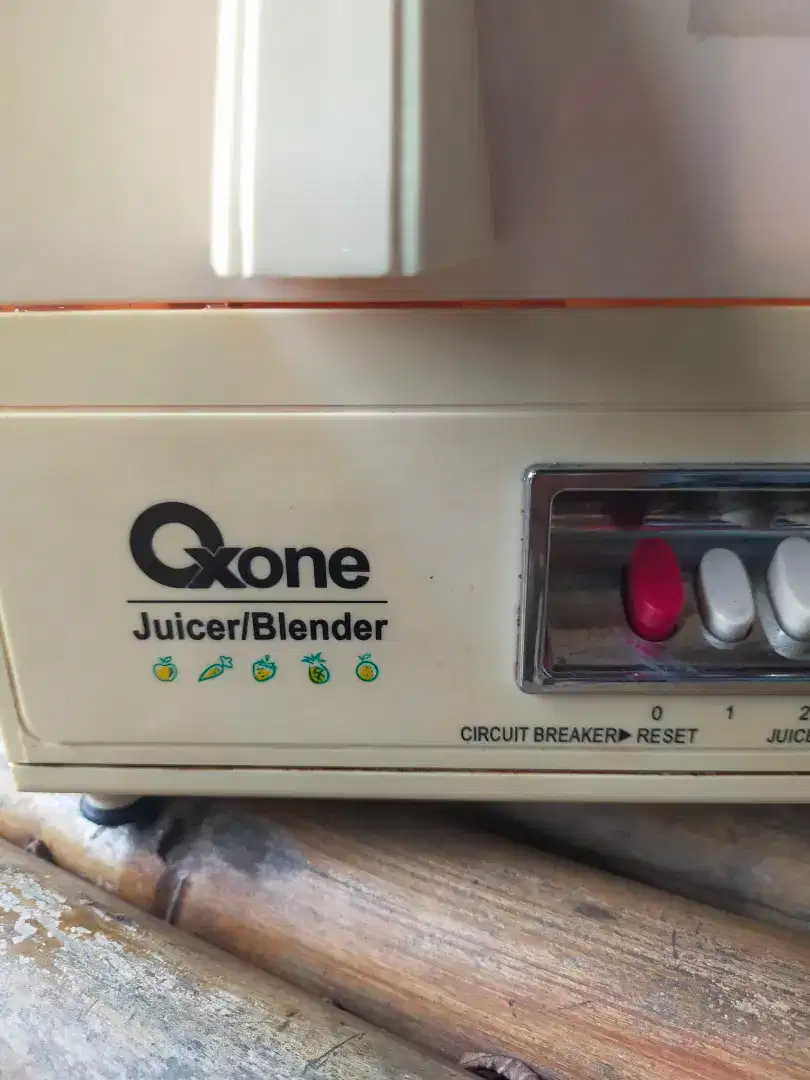 Oxone
Juicer/Blender
0 1 2
CIRCUIT BREAKER▶ RESET